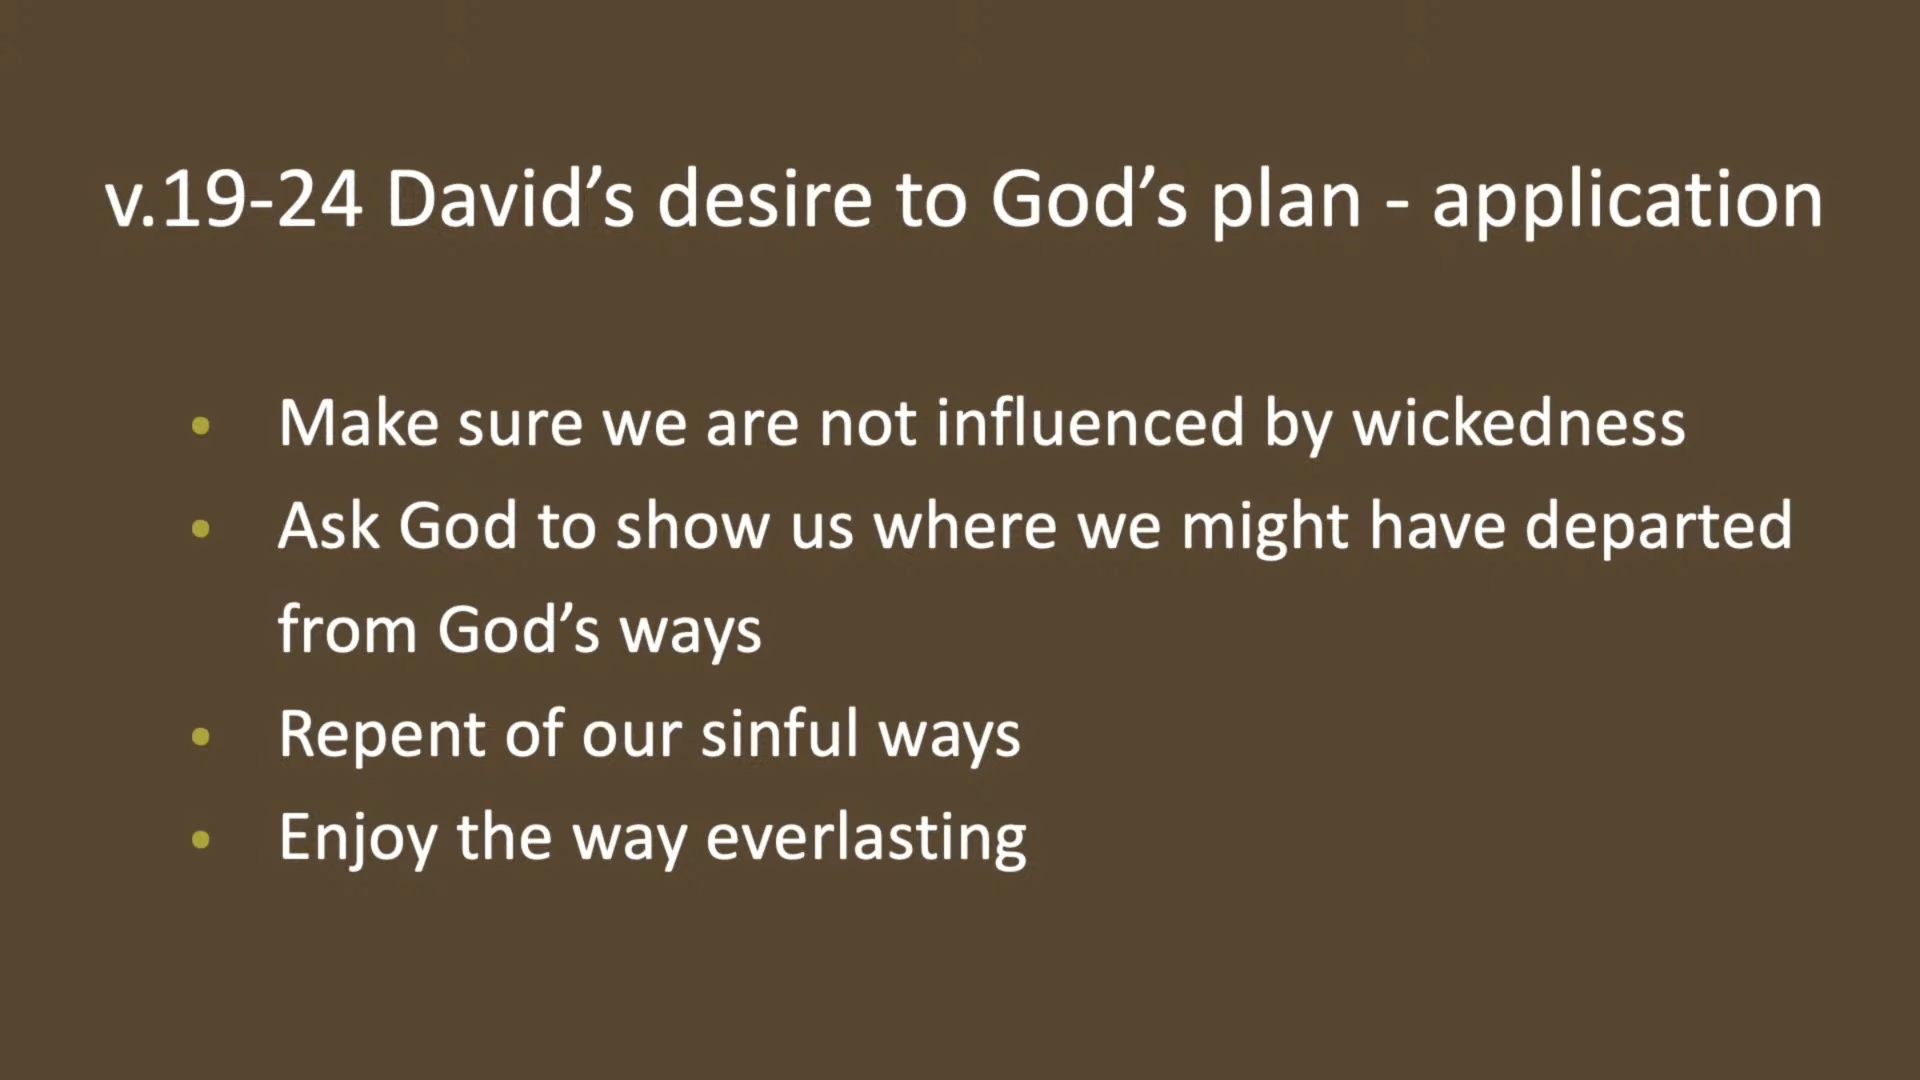 v.19-24 David’s desire to God’s plan - application
• Make sure we are not influenced by wickedness
• Ask God to show us where we might have departed
from God’s ways
• Repent of our sinful ways
• Enjoy the way everlasting